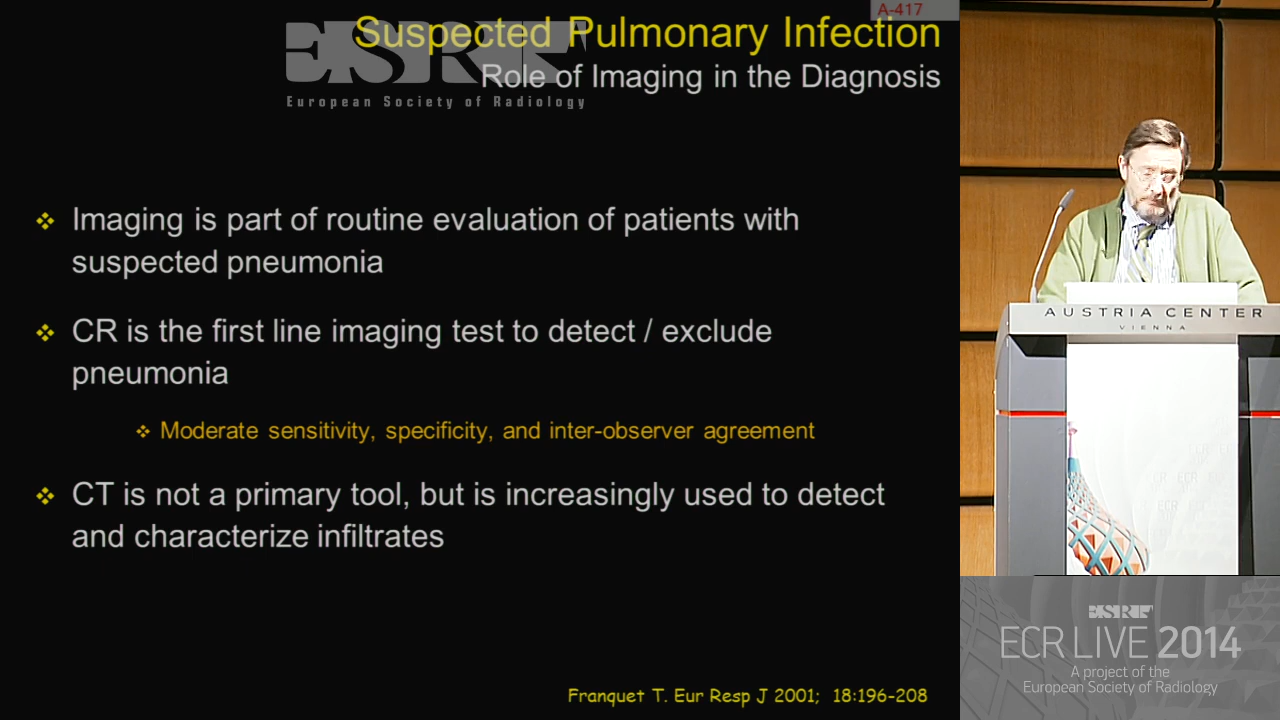 A-417
Suspected Pulmonary Infection
Role of Imaging in the Diagnosis
ESR
European Society of Radiology
❖ Imaging is part of routine evaluation of patients with
suspected pneumonia
❖ CR is the first line imaging test to detect / exclude
pneumonia
❖ Moderate sensitivity, specificity, and inter-observer agreement
❖ CT is not a primary tool, but is increasingly used to detect
and characterize infiltrates
Franquet T. Eur Resp J 2001; 18:196-208
AUSTRIA CENTER
VIENNA
ESR
ECR LIVE 2014
A project of the
European Society of Radiology